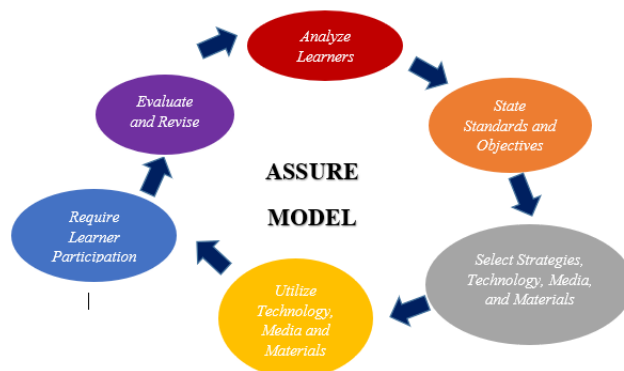 Analyze
Learners
State
Standards and
Objectives
Select Strategies,
Technology, Media,
and Materials
Utilize
Technology,
Media and
Materials
Require
Learner
Participation
Evaluate
and Revise
ASSURE
MODEL